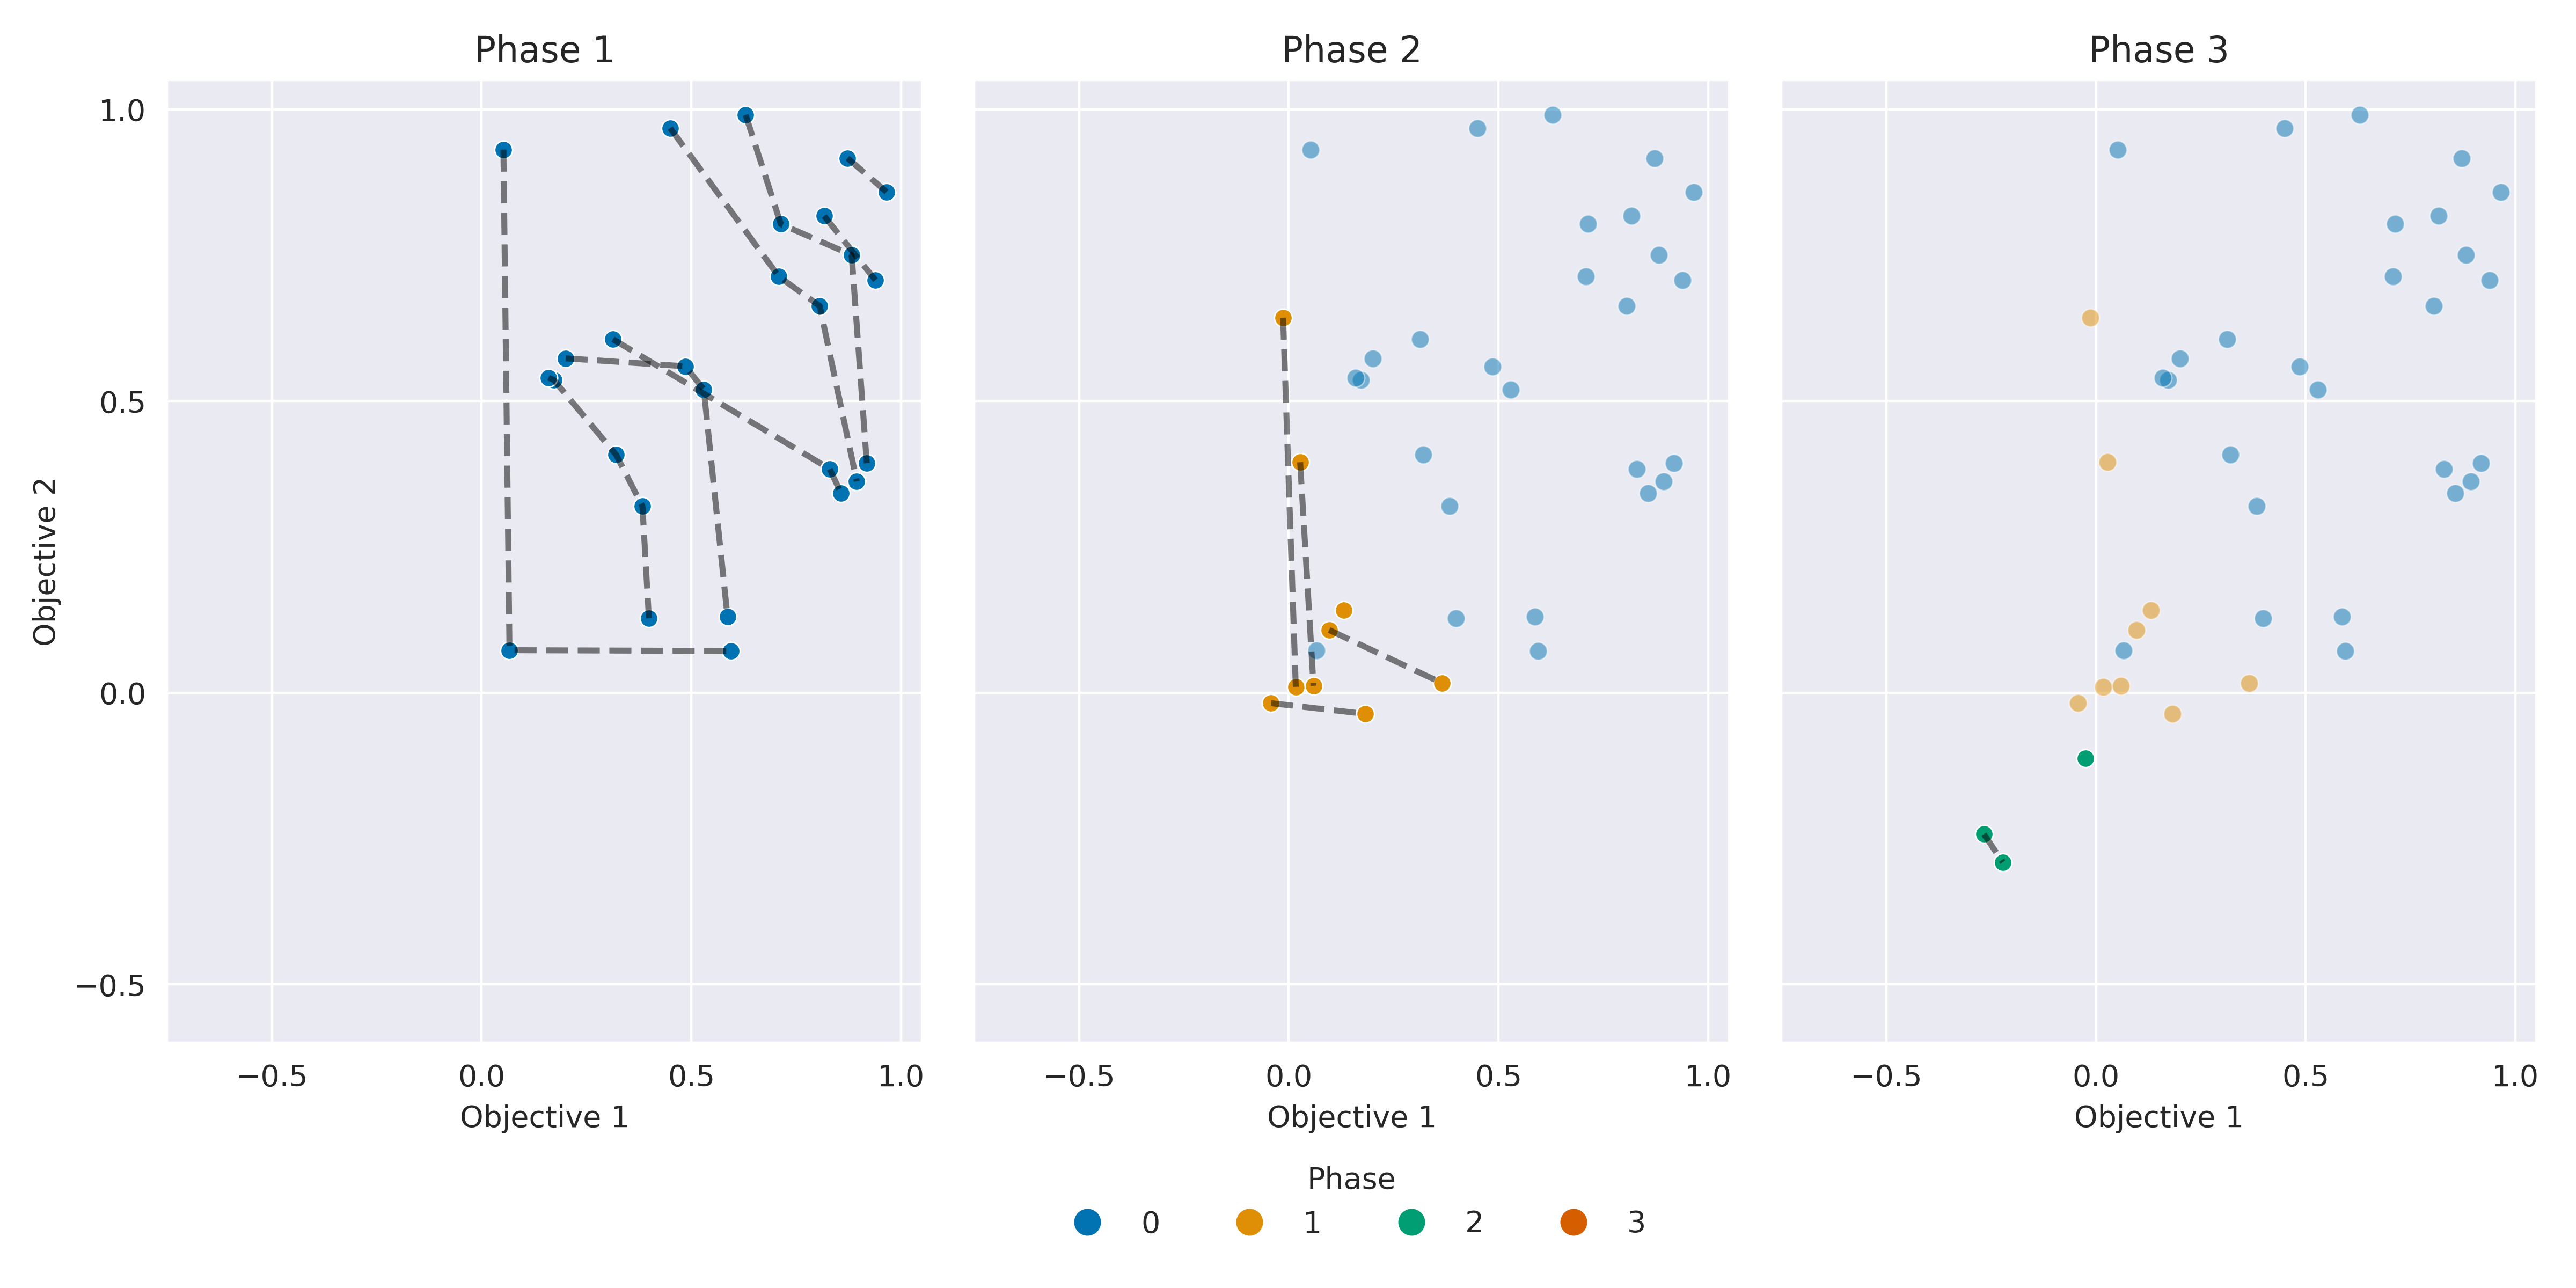 Phase 1 Phase 2 Phase 3
1.0
0.5
0.0
−0.5
Objective 2
−0.5 0.0 0.5 1.0 −0.5 0.0 0.5 1.0 −0.5 0.0 0.5 1.0
Objective 1 Objective 1 Objective 1
Phase
0 1 2 3